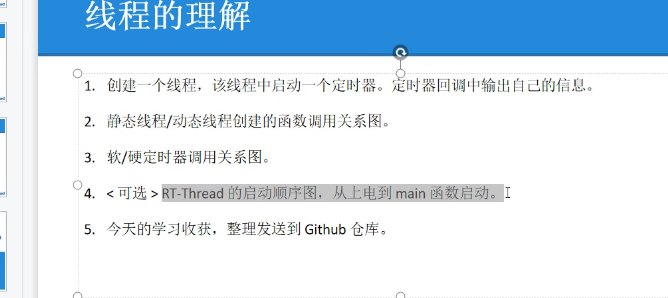 线程的理解
1. 创建一个线程，该线程中启动一个定时器。定时器回调中输出自己的信息。
2. 静态线程/动态线程创建的函数调用关系图。
3. 软/硬定时器调用关系图。
4. < 可选 > RT-Thread 的启动顺序图，从上电到 main 函数启动。
5. 今天的学习收获，整理发送到 Github 仓库。